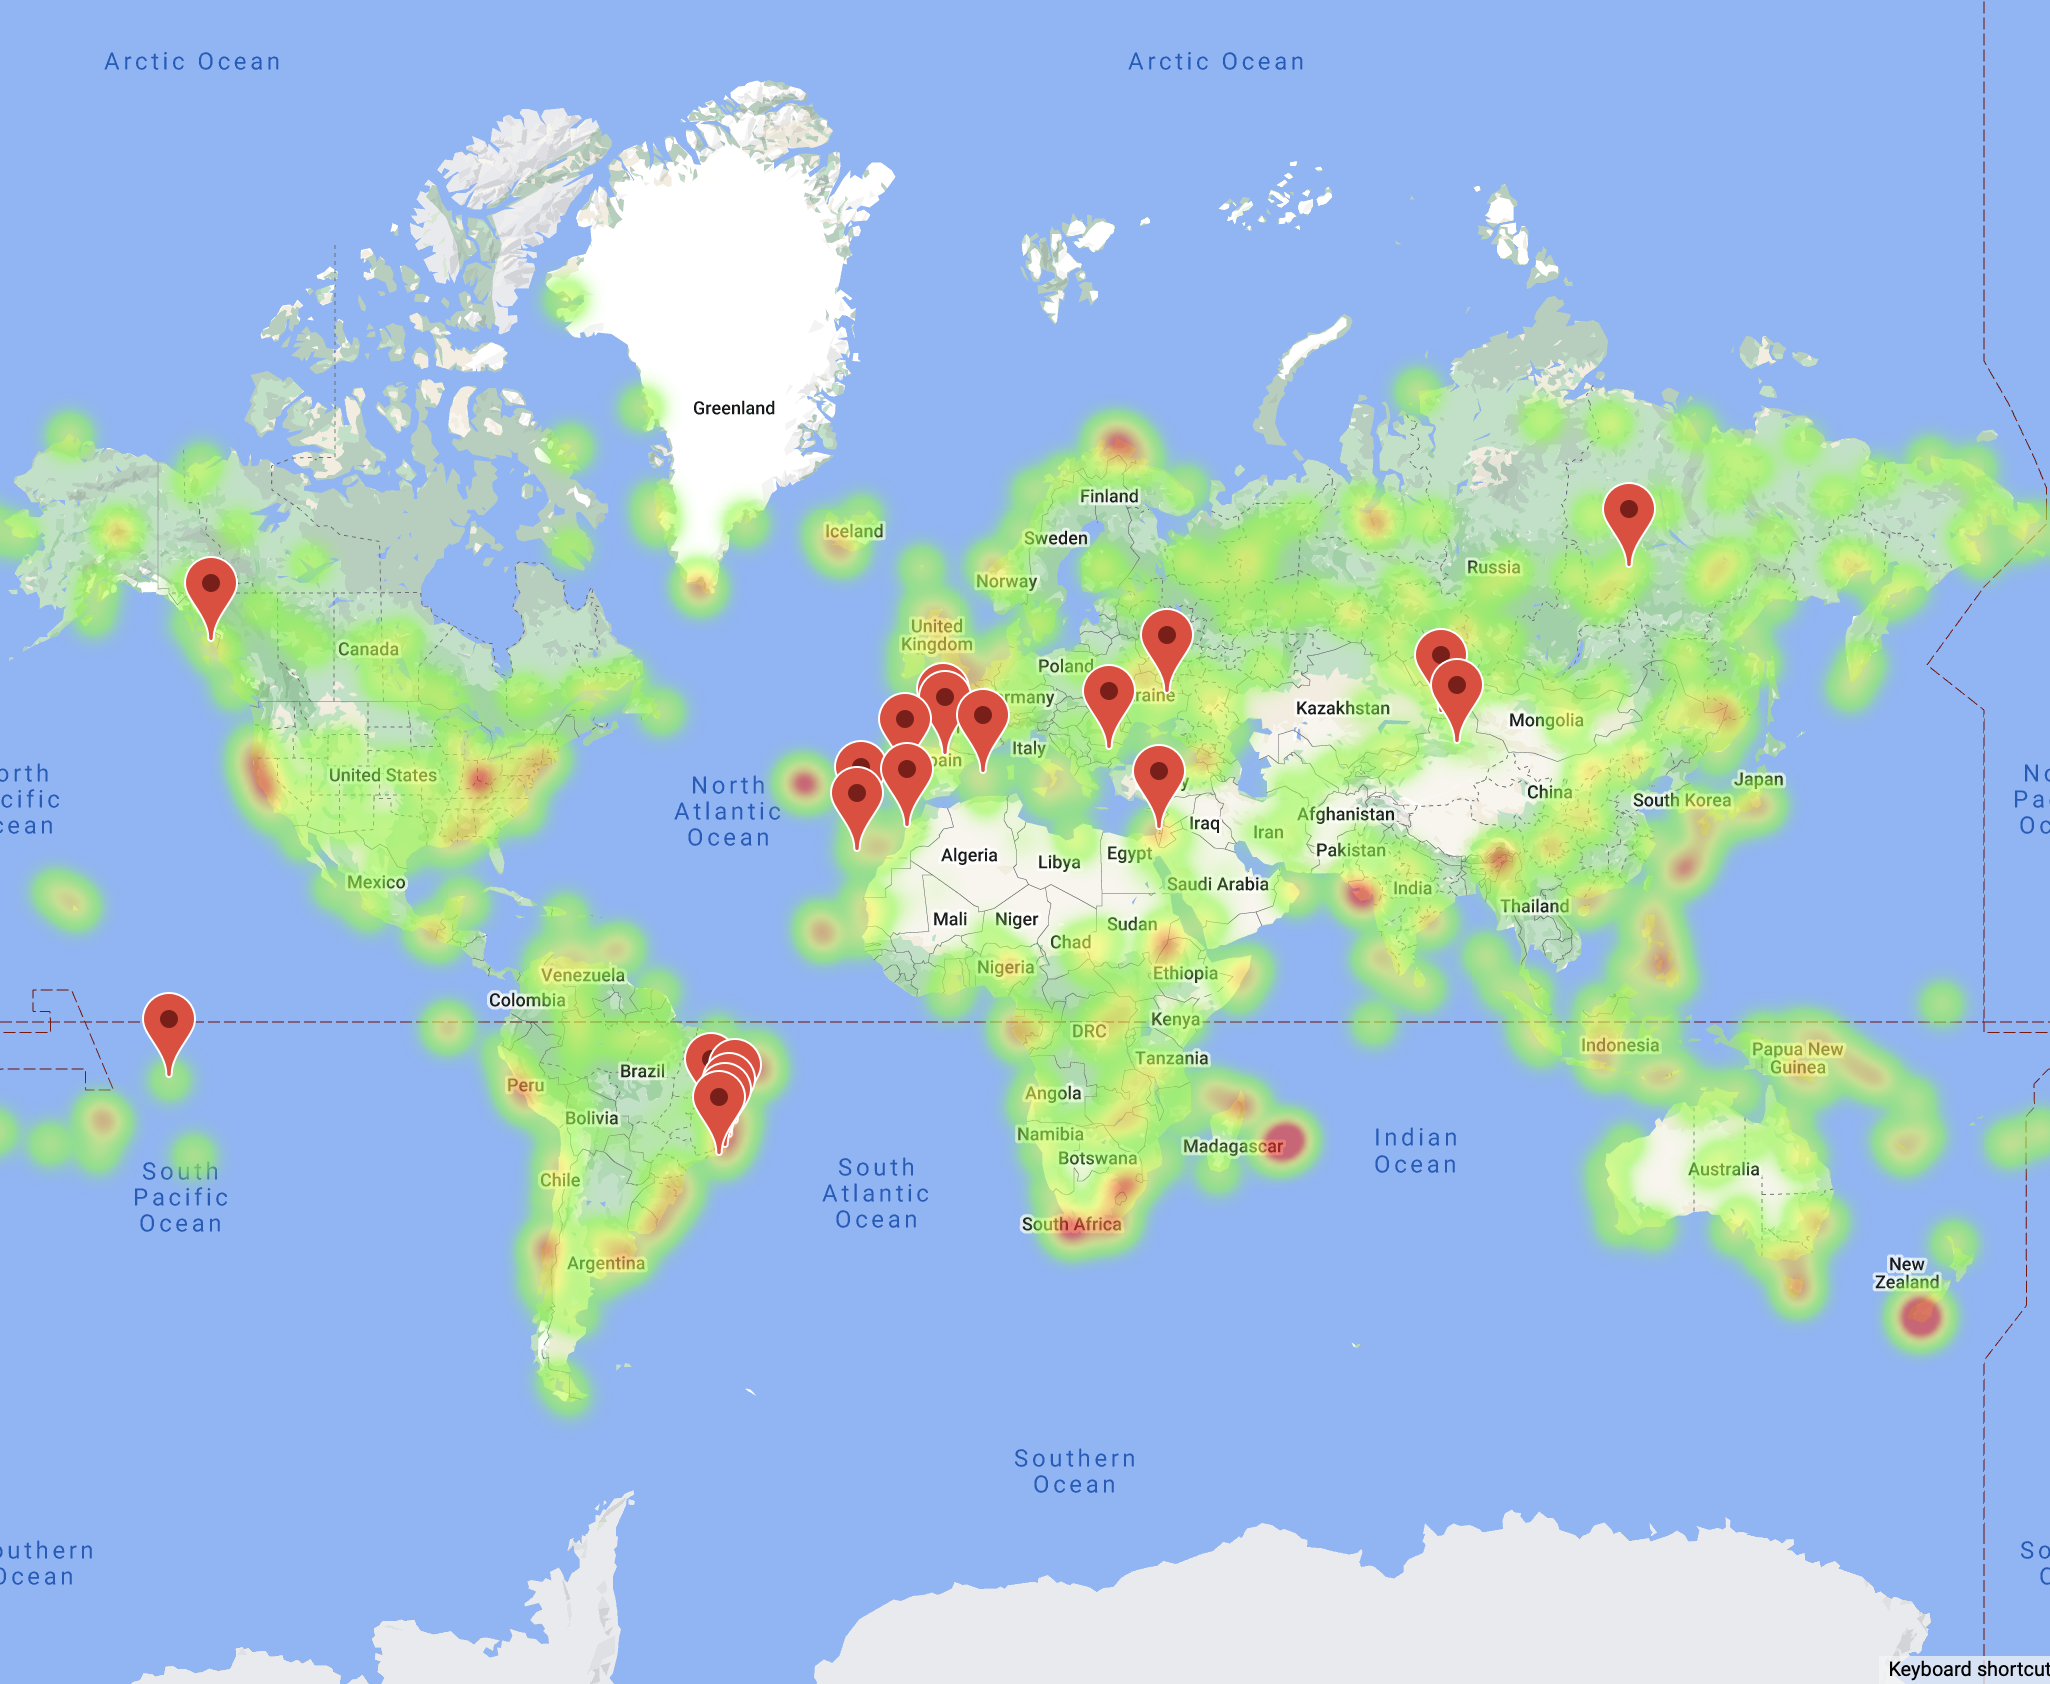 Arctic Ocean
Arctic Ocean
Greenland
Finland
Iceland
Sweden
Russia
Norway
United
Kingdom
Canada
Poland
raine
rmany
Kazakhstan
Mongolia
Italy
ain
United States
orth
cific
cean
North
Atlantic
Ocean
No
Pa
Oc
Japan
y
China
South Korea
Afghanistan
Iraq
Iran
Pakistan
Algeria
Libya
Egypt
Mexico
Saudi Arabia
India
Thailand
Mali
Niger
Sudan
Chad
Nigeria
Ethiopia
Venezuela
Colombia
Kenya
DRC
Indonesia
Papua New
Guinea
Tanzania
Brazil
Peru
Angola
Bolivia
Namibia
Madagascar
Indian
Ocean
Botswana
Australia
South
Pacific
Ocean
Chile
South
Atlantic
Ocean
South Africa
Argentina
New
Zealand
Southern
Ocean
outhern
Ocean
So
O
Keyboard shortcut